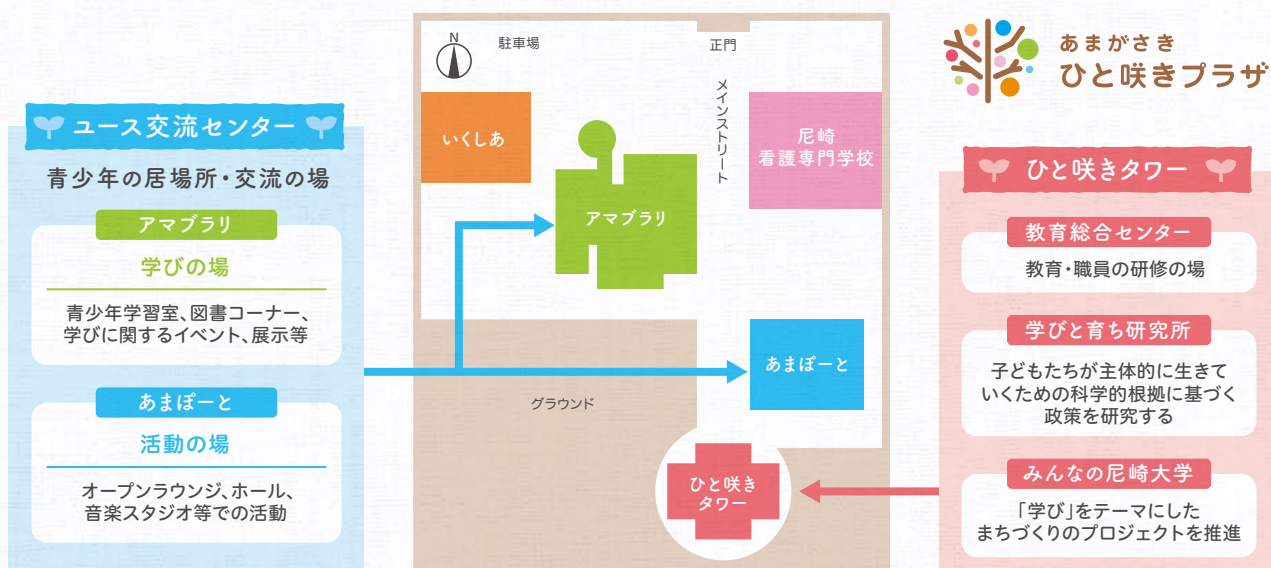 ユース交流センター
青少年の居場所・交流の場
アマブラリ
学びの場
青少年学習室、図書コーナー、
学びに関するイベント、展示等
あまぽーと
活動の場
オープンラウンジ、ホール、
音楽スタジオ等での活動
N
駐車場
正門
メインストリート
いくしあ
アマブラリ
尼崎
看護専門学校
あまぽーと
グラウンド
ひと咲き
タワー
あまがさき
ひと咲きプラザ
ひと咲きタワー
教育総合センター
教育・職員の研修の場
学びと育ち研究所
子どもたちが主体的に生きて
いくための科学的根拠に基づく
政策を研究する
みんなの尼崎大学
「学び」をテーマにした
まちづくりのプロジェクトを推進